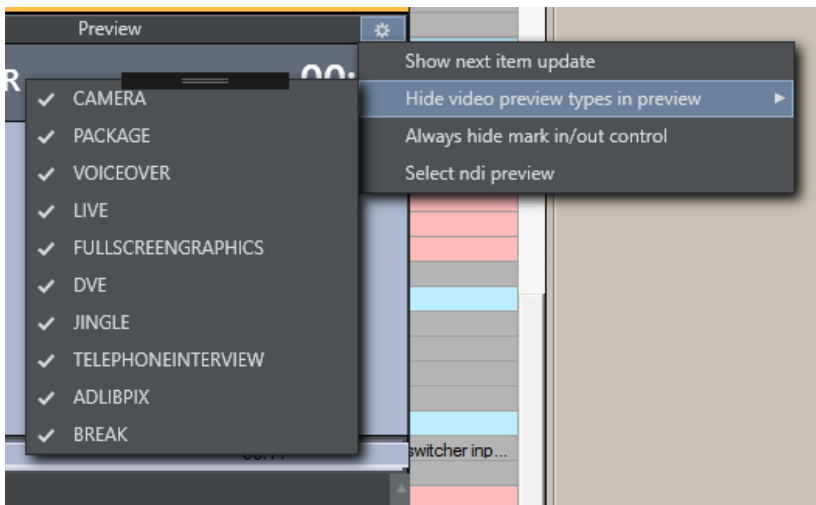 Preview
Show next item update
R
00:
CAMERA
Hide video preview types in preview
PACKAGE
Always hide mark in/out control
VOICEOVER
Select ndi preview
LIVE
FULLSCREENGRAPHICS
DVE
JINGLE
TELEPHONEINTERVIEW
ADLIBPIX
BREAK
switcher inp...